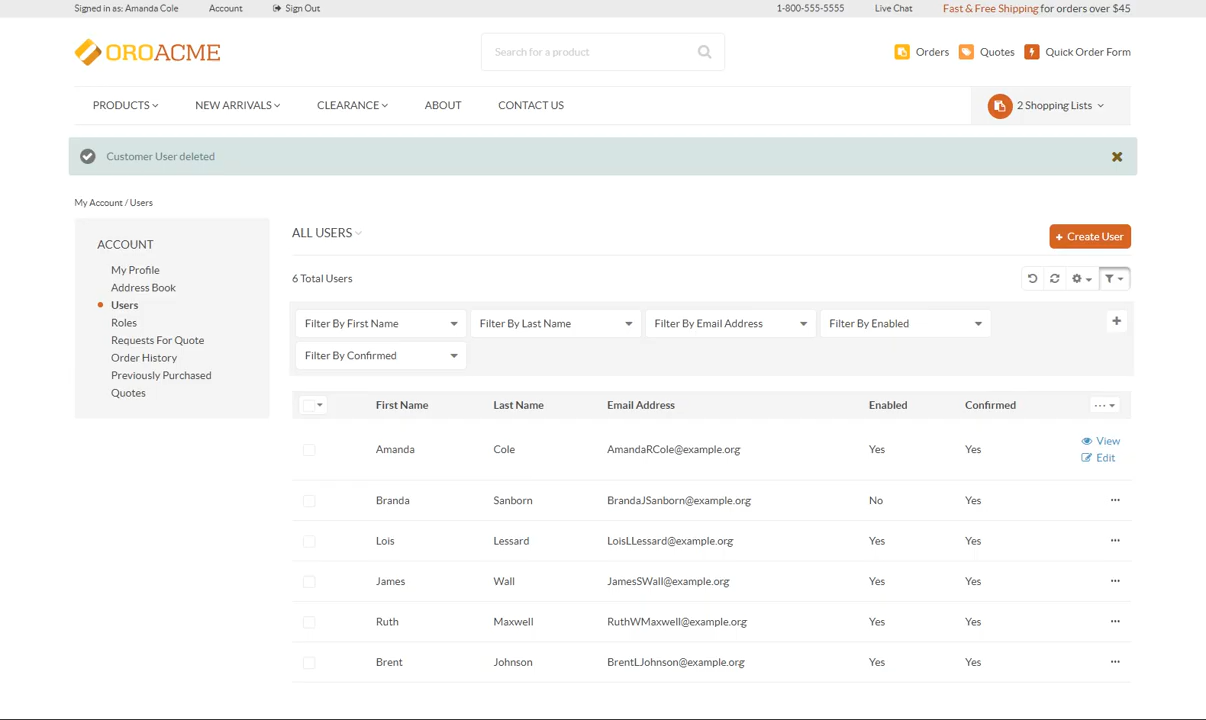 Signed in as: Amanda Cole Account Sign Out 1-800-555-5555 Live Chat Fast & Free Shipping for orders over $45
OROACME Search for a product Orders Quotes Quick Order Form
PRODUCTS NEW ARRIVALS CLEARANCE ABOUT CONTACT US 2 Shopping Lists
Customer User deleted
My Account / Users
ACCOUNT
My Profile
Address Book
Users
Roles
Requests For Quote
Order History
Previously Purchased
Quotes
ALL USERS + Create User
6 Total Users
Filter By First Name Filter By Last Name Filter By Email Address Filter By Enabled
Filter By Confirmed
First Name Last Name Email Address Enabled Confirmed ...
Amanda Cole AmandaRCole@example.org Yes Yes View
Edit
Branda Sanborn BrandaJSanborn@example.org No Yes ...
Lois Lessard LoisLLessard@example.org Yes Yes ...
James Wall JamesSWall@example.org Yes Yes ...
Ruth Maxwell RuthWMaxwell@example.org Yes Yes ...
Brent Johnson BrentLJohnson@example.org Yes Yes ...